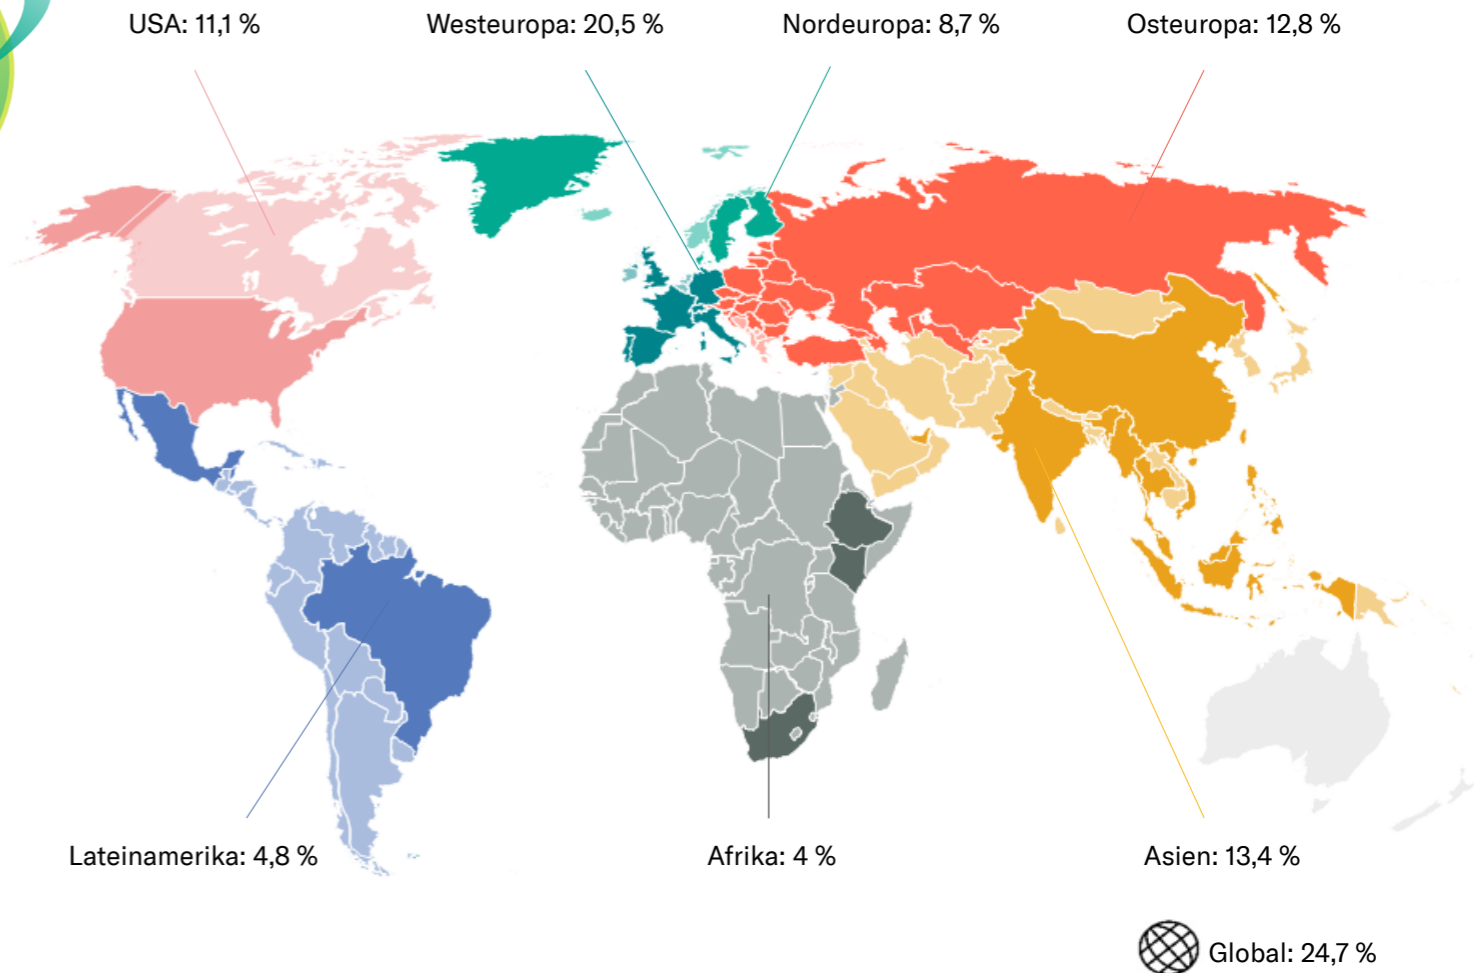 USA: 11,1 %
Westeuropa: 20,5 %
Nordeuropa: 8,7 %
Osteuropa: 12,8 %
Lateinamerika: 4,8 %
Afrika: 4 %
Asien: 13,4 %
Global: 24,7 %